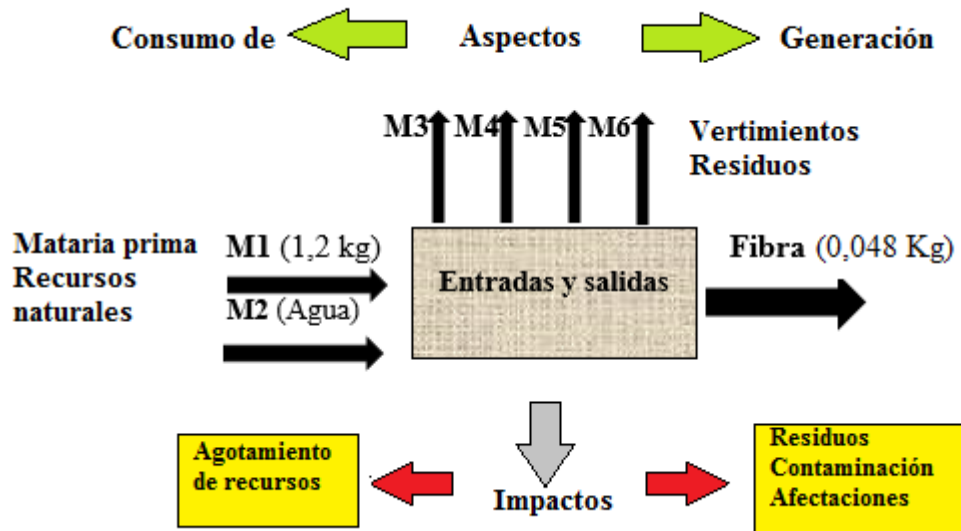 Consumo de
Aspectos
Generación
M3 M4 M5 M6
Vertimientos
Residuos
Mataria prima
Recursos
naturales
M1 (1,2 kg)
M2 (Agua)
Entradas y salidas
Fibra (0,048 Kg)
Agotamiento
de recursos
Impactos
Residuos
Contaminación
Afectaciones